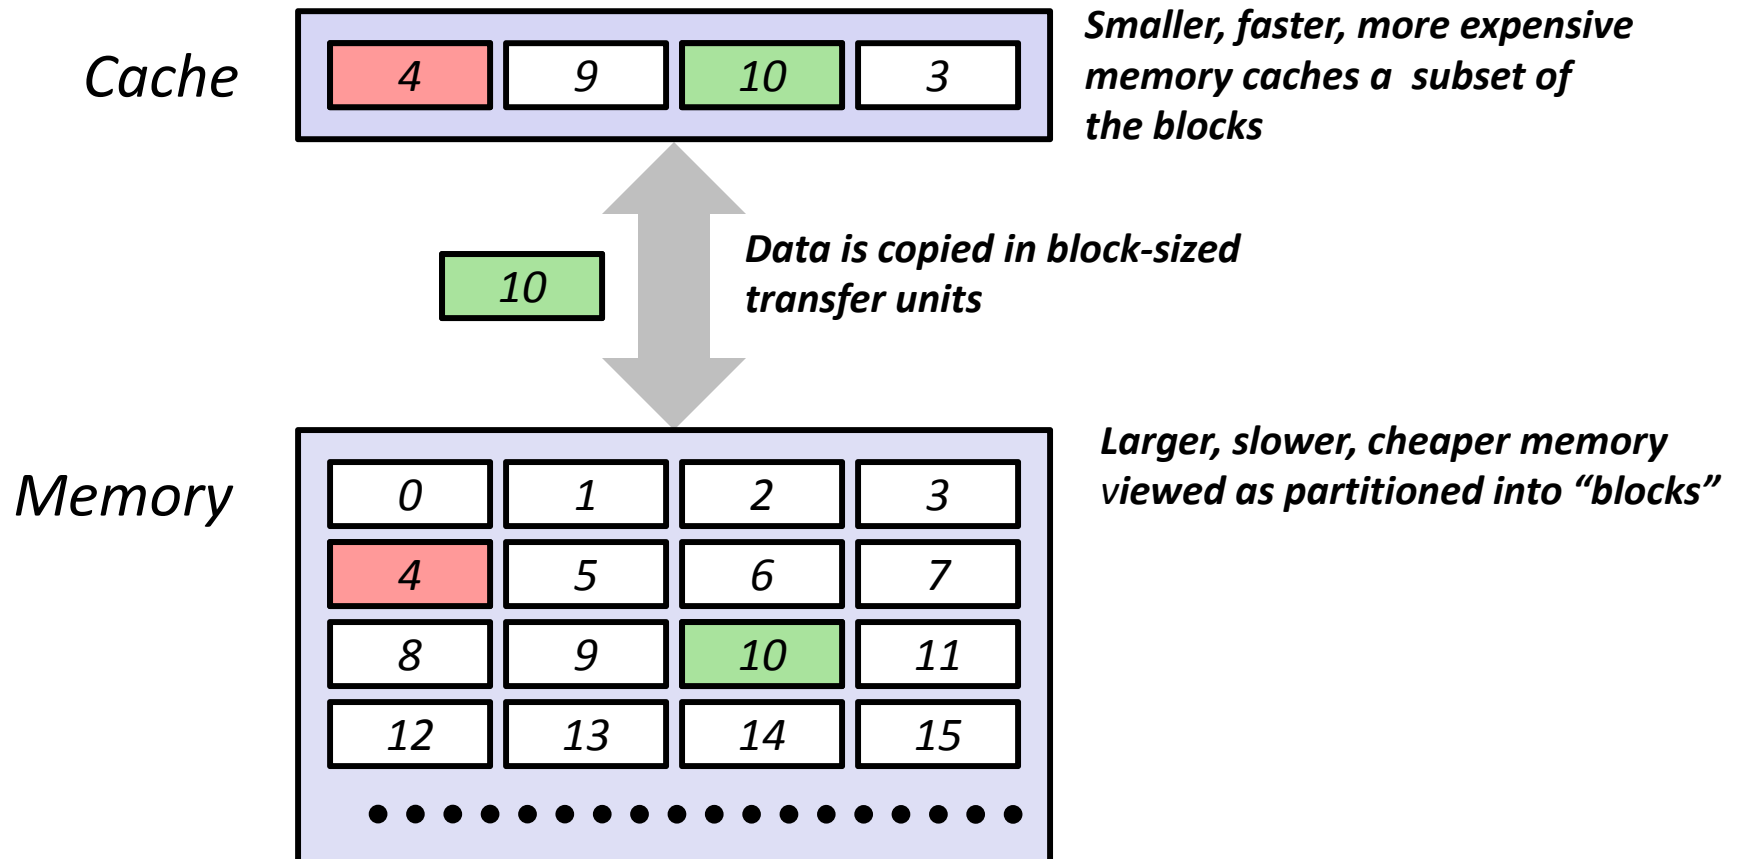 Cache
4 9 10 3
Smaller, faster, more expensive
memory caches a  subset of
the blocks
10
Data is copied in block-sized
transfer units
Memory
0 1 2 3
4 5 6 7
8 9 10 11
12 13 14 15
Larger, slower, cheaper memory
viewed as partitioned into “blocks”